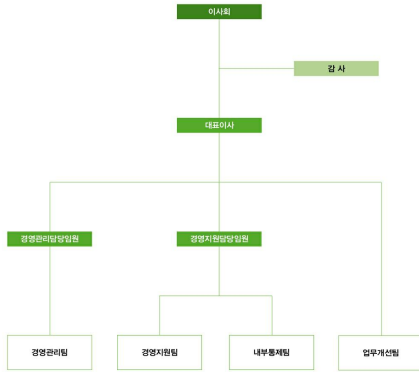 이사회
감 사
대표이사
경영관리담당임원
경영지원담당임원
경영관리팀
경영지원팀
내부통제팀
업무개선팀